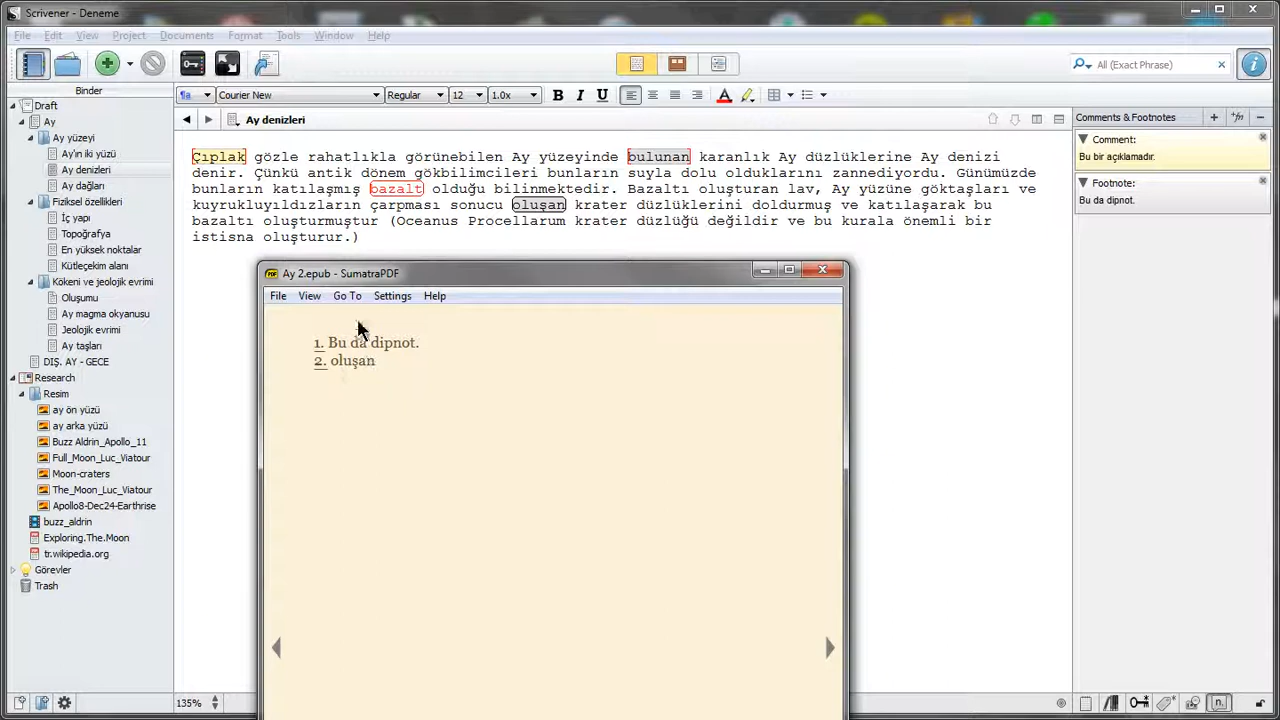 Scrivener - Deneme
File Edit View Project Documents Format Tools Window Help
All (Exact Phrase)
Binder
Courier New Regular 12 1.0x B I U A
Draft
Ay
Ay yüzeyi
Ay'ın iki yüzü
Ay denizleri
Ay dağları
Fiziksel özellikleri
İç yapı
Topoğrafya
En yüksek noktalar
Kütleçekim alanı
Kökeni ve jeolojik evrimi
Oluşumu
Ay magma okyanusu
Jeolojik evrimi
Ay taşları
DIŞ. AY - GECE
Research
Resim
ay ön yüzü
ay arka yüzü
Buzz Aldrin_Apollo_11
Full_Moon_Luc_Viatour
Moon-craters
The_Moon_Luc_Viatour
Apollo8-Dec24-Earthrise
buzz_aldrin
Exploring.The.Moon
tr.wikipedia.org
Görevler
Trash
Ay denizleri
Çıplak gözle rahatlıkla görünebilen Ay yüzeyinde bulunan karanlık Ay düzlüklerine Ay denizi
denir. Çünkü antik dönem gökbilimcileri bunların suyla dolu olduklarını zannediyordu. Günümüzde
bunların katılaşmış bazalt olduğu bilinmektedir. Bazaltı oluşturan lav, Ay yüzüne göktaşları ve
kuyrukluyıldızların çarpması sonucu oluşan krater düzlüklerini doldurmuş ve katılaşarak bu
bazaltı oluşturmuştur (Oceanus Procellarum krater düzlüğü değildir ve bu kurala önemli bir
istisna oluşturur.)
Ay 2.epub - SumatraPDF
File View Go To Settings Help
1. Bu da dipnot.
2. oluşan
135%
Comments & Footnotes
Comment:
Bu bir açıklamadır.
Footnote:
Bu da dipnot.